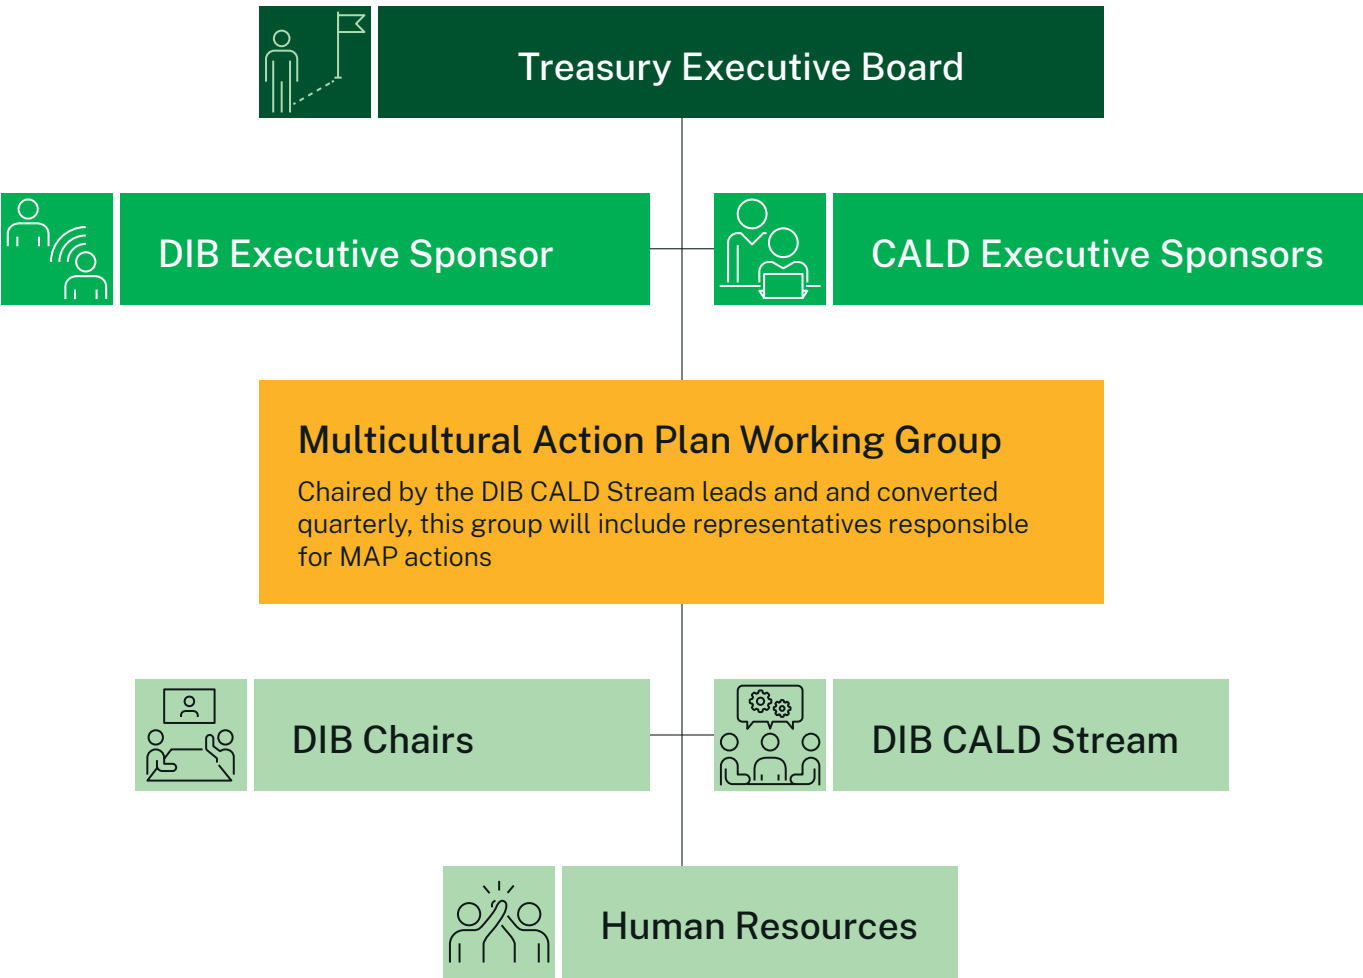 Treasury Executive Board
DIB Executive Sponsor
CALD Executive Sponsors
Multicultural Action Plan Working Group
Chaired by the DIB CALD Stream leads and and converted
quarterly, this group will include representatives responsible
for MAP actions
DIB Chairs
DIB CALD Stream
Human Resources